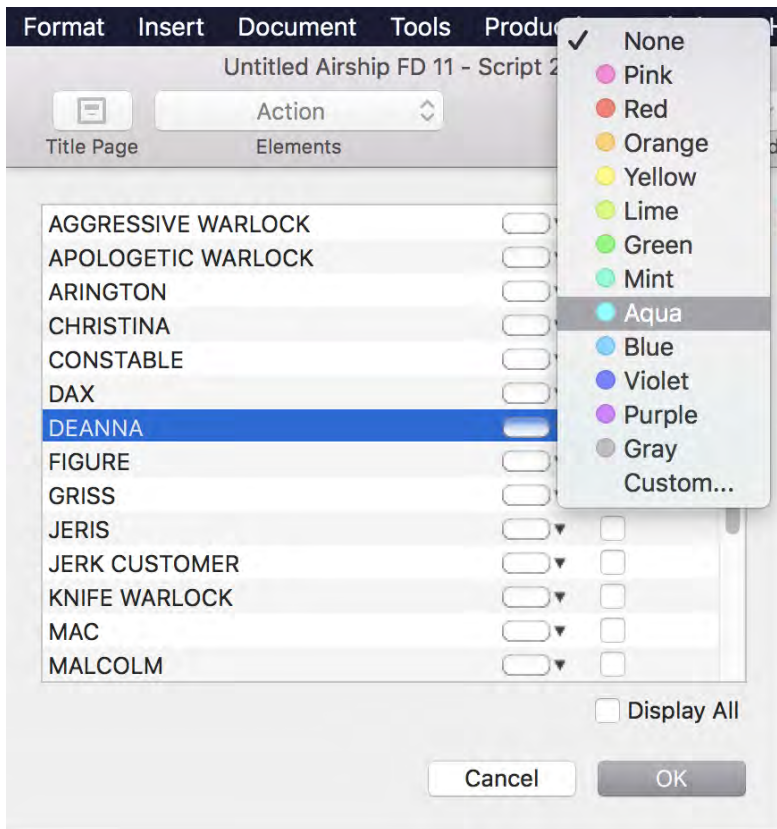 Format Insert Document Tools Produc
Untitled Airship FD 11 - Script 2
Action
Title Page Elements
None
Pink
Red
Orange
Yellow
Lime
Green
Mint
Aqua
Blue
Violet
Purple
Gray
Custom...
AGGRESSIVE WARLOCK
APOLOGETIC WARLOCK
ARINGTON
CHRISTINA
CONSTABLE
DAX
DEANNA
FIGURE
GRISS
JERIS
JERK CUSTOMER
KNIFE WARLOCK
MAC
MALCOLM
Display All
Cancel OK